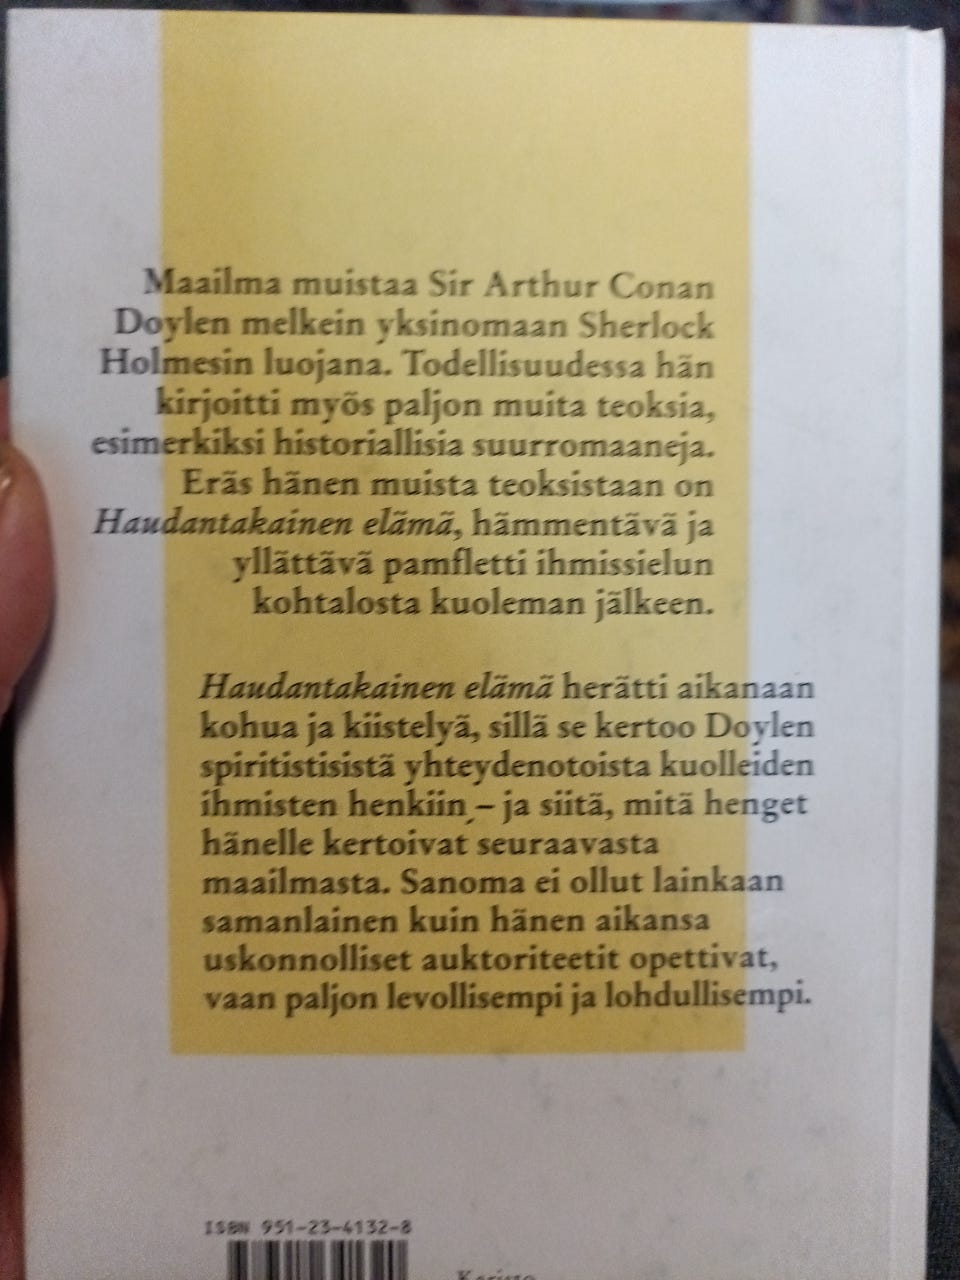 Maailma muistaa Sir Arthur Conan
Doylen melkein yksinomaan Sherlock
Holmesin luojana. Todellisuudessa hän
kirjoitti myös paljon muita teoksia,
esimerkiksi historiallisia suurromaaneja.
Eräs hänen muista teoksistaan on
Haudantakainen elämä, hämmentävä ja
yllättävä pamfletti ihmissielun
kohtalosta kuoleman jälkeen.
Haudantakainen elämä herätti aikanaan
kohua ja kiistelyä, sillä se kertoo Doylen
spiritistisistä yhteydenotoista kuolleiden
ihmisten henkiin – ja siitä, mitä henget
hänelle kertoivat seuraavasta
maailmasta. Sanoma ei ollut lainkaan
samanlainen kuin hänen aikansa
uskonnolliset auktoriteetit opettivat,
vaan paljon levollisempi ja lohdullisempi.
ISBN 951-23-4132-8